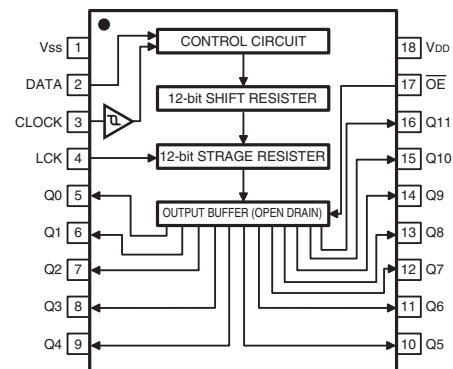 CONTROL CIRCUIT
12-bit SHIFT RESISTER
12-bit STRAGE RESISTER
OUTPUT BUFFER (OPEN DRAIN)
Vss 1
DATA 2
CLOCK 3
LCK 4
Q0 5
Q1 6
Q2 7
Q3 8
Q4 9
18 VDD
17 OE
16 Q11
15 Q10
14 Q9
13 Q8
12 Q7
11 Q6
10 Q5